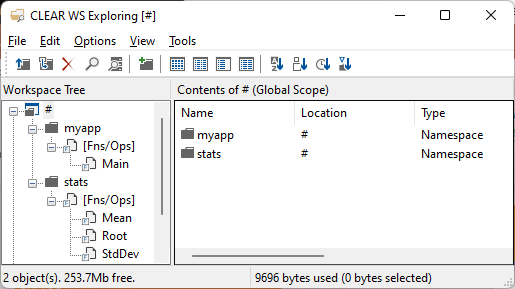 CLEAR WS Exploring [#]
File Edit Options View Tools
Workspace Tree
Contents of # (Global Scope)
#
myapp
[Fns/Ops]
Main
stats
[Fns/Ops]
Mean
Root
StdDev
Name Location Type
myapp # Namespace
stats # Namespace
2 object(s). 253.7Mb free.
9696 bytes used (0 bytes selected)